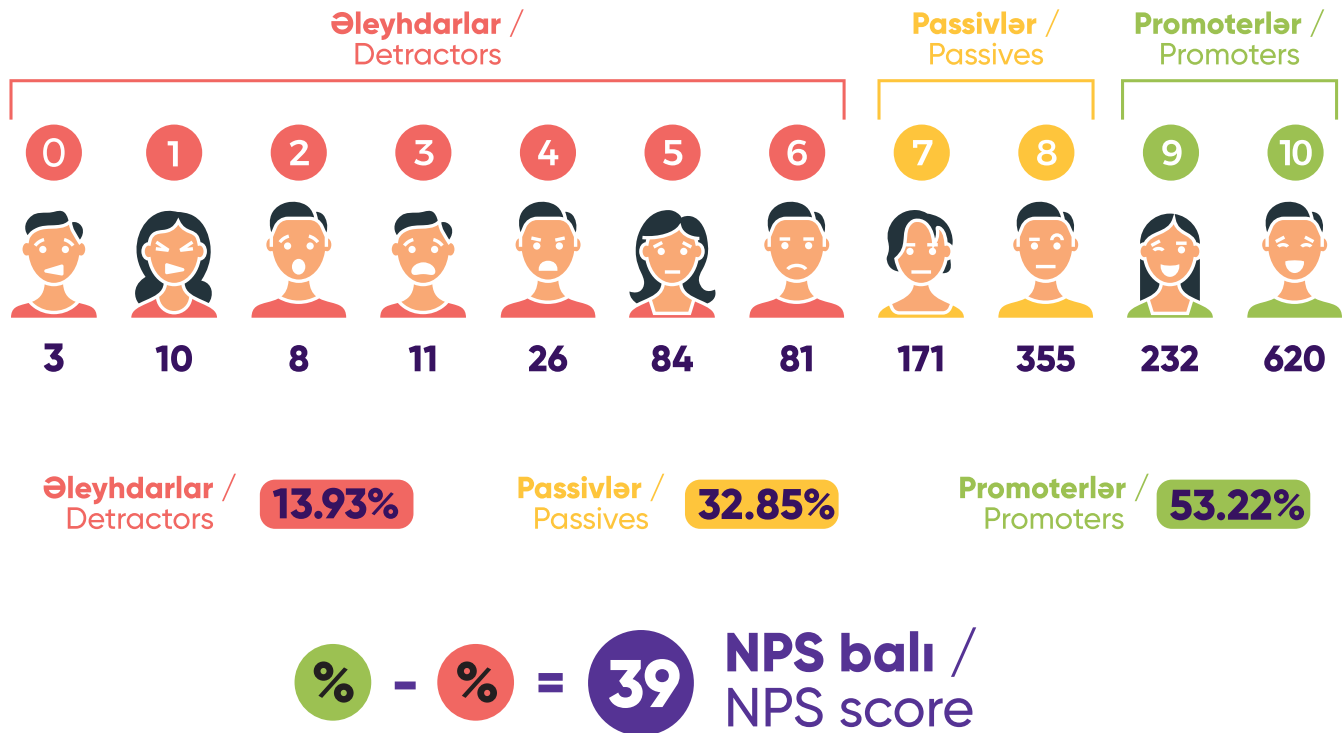 Əleyhdarlar /
Detractors
Passivlər /
Passives
Promoterlər /
Promoters
0 1 2 3 4 5 6 7 8 9 10
3 10 8 11 26 84 81 171 355 232 620
Əleyhdarlar /
Detractors
13.93%
Passivlər /
Passives
32.85%
Promoterlər /
Promoters
53.22%
% - % = 39
NPS balı /
NPS score